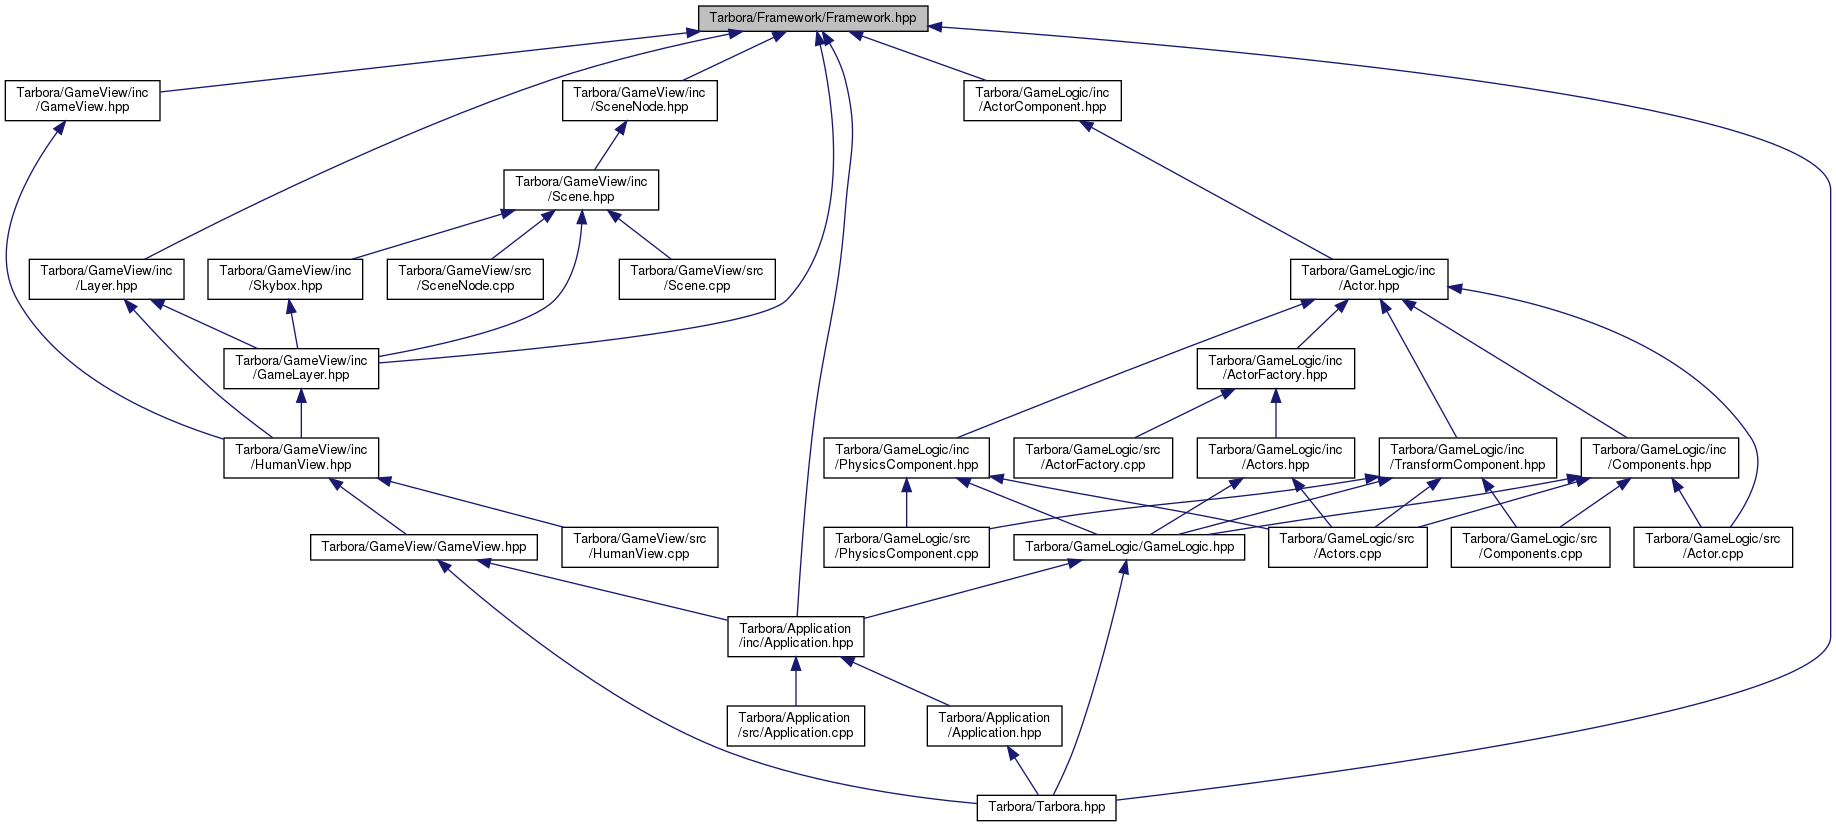 Tarbora/Framework/Framework.hpp
Tarbora/GameView/inc
/GameView.hpp
Tarbora/GameView/inc
/SceneNode.hpp
Tarbora/GameLogic/inc
/ActorComponent.hpp
Tarbora/GameView/inc
/Scene.hpp
Tarbora/GameView/inc
/Layer.hpp
Tarbora/GameView/inc
/Skybox.hpp
Tarbora/GameView/src
/SceneNode.cpp
Tarbora/GameView/src
/Scene.cpp
Tarbora/GameLogic/inc
/Actor.hpp
Tarbora/GameView/inc
/GameLayer.hpp
Tarbora/GameLogic/inc
/ActorFactory.hpp
Tarbora/GameView/inc
/HumanView.hpp
Tarbora/GameLogic/inc
/PhysicsComponent.hpp
Tarbora/GameLogic/src
/ActorFactory.cpp
Tarbora/GameLogic/inc
/Actors.hpp
Tarbora/GameLogic/inc
/TransformComponent.hpp
Tarbora/GameLogic/inc
/Components.hpp
Tarbora/GameView/GameView.hpp
Tarbora/GameView/src
/HumanView.cpp
Tarbora/GameLogic/src
/PhysicsComponent.cpp
Tarbora/GameLogic/GameLogic.hpp
Tarbora/GameLogic/src
/Actors.cpp
Tarbora/GameLogic/src
/Components.cpp
Tarbora/GameLogic/src
/Actor.cpp
Tarbora/Application
/inc/Application.hpp
Tarbora/Application
/src/Application.cpp
Tarbora/Application
/Application.hpp
Tarbora/Tarbora.hpp